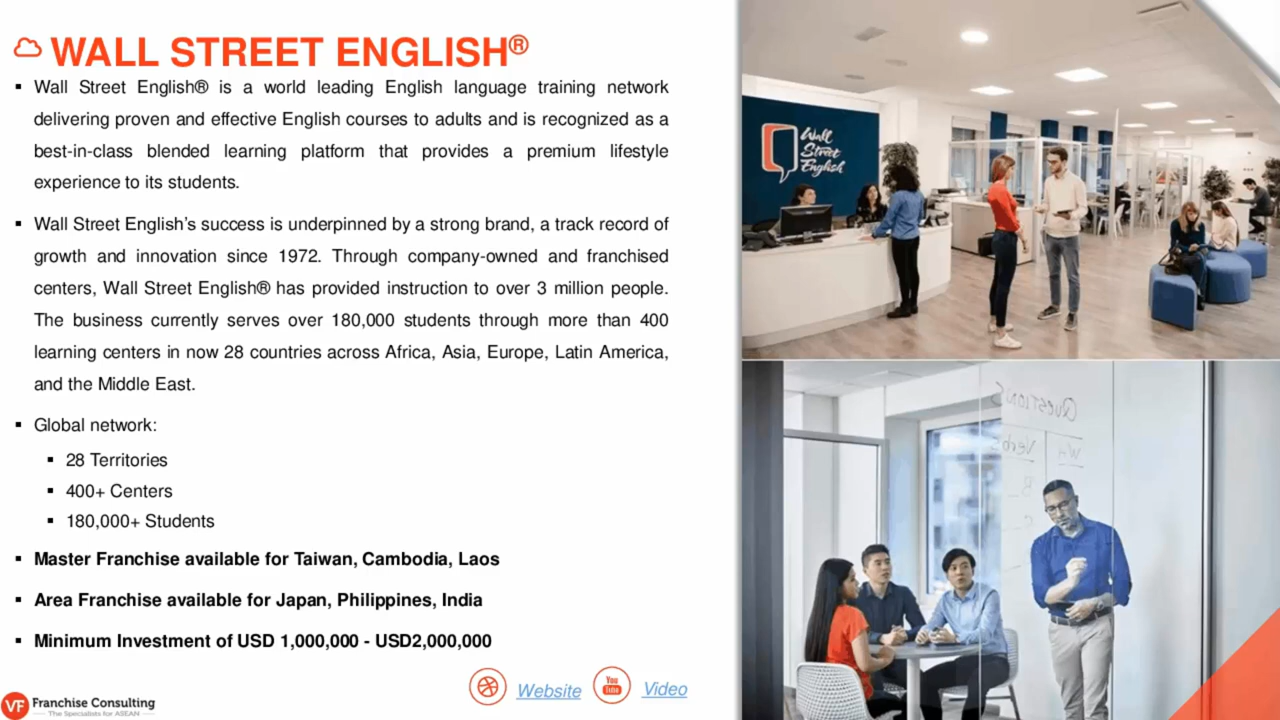 WALL STREET ENGLISH®
▪ Wall Street English® is a world leading English language training network
delivering proven and effective English courses to adults and is recognized as a
best-in-class blended learning platform that provides a premium lifestyle
experience to its students.
▪ Wall Street English’s success is underpinned by a strong brand, a track record of
growth and innovation since 1972. Through company-owned and franchised
centers, Wall Street English® has provided instruction to over 3 million people.
The business currently serves over 180,000 students through more than 400
learning centers in now 28 countries across Africa, Asia, Europe, Latin America,
and the Middle East.
▪ Global network:
▪ 28 Territories
▪ 400+ Centers
▪ 180,000+ Students
▪ Master Franchise available for Taiwan, Cambodia, Laos
▪ Area Franchise available for Japan, Philippines, India
▪ Minimum Investment of USD 1,000,000 - USD2,000,000
Website
You
Tube
Video
VF
Franchise Consulting
The Specialists for ASEAN
Wall
Street
English
QUESTIONS
Verbs
WH
B
C